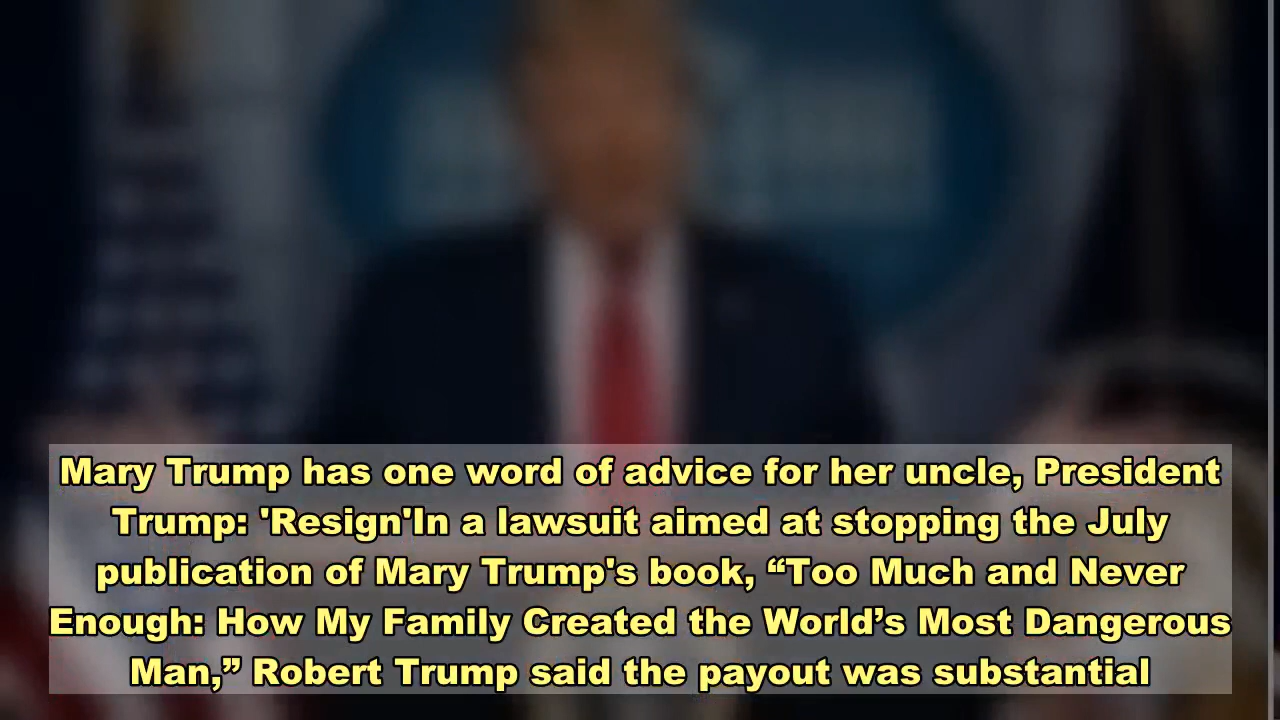 Mary Trump has one word of advice for her uncle, President
Trump: 'Resign'In a lawsuit aimed at stopping the July
publication of Mary Trump's book, “Too Much and Never
Enough: How My Family Created the World’s Most Dangerous
Man,” Robert Trump said the payout was substantial